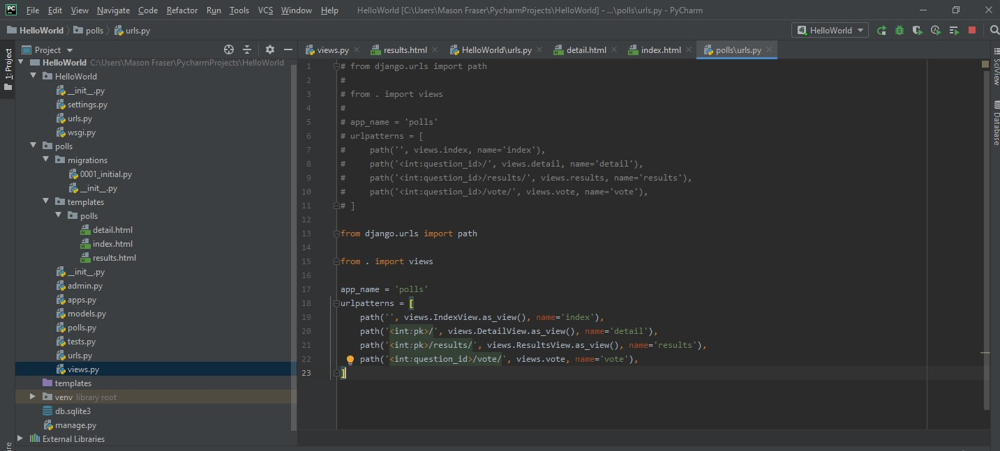 PC File Edit View Navigate Code Refactor Run Tools VCS Window Help HelloWorld [C:\Users\Mason Fraser\PycharmProjects\HelloWorld] - ...\polls\urls.py - PyCharm
HelloWorld polls urls.py dj HelloWorld
Project views.py results.html HelloWorld\urls.py detail.html index.html polls\urls.py
1: Project
SciView
Database
HelloWorld C:\Users\Mason Fraser\PycharmProjects\HelloWorld
HelloWorld
__init__.py
settings.py
urls.py
wsgi.py
polls
migrations
0001_initial.py
__init__.py
templates
polls
detail.html
index.html
results.html
__init__.py
admin.py
apps.py
models.py
polls.py
tests.py
urls.py
views.py
templates
venv library root
db.sqlite3
manage.py
External Libraries
1 # from django.urls import path
2 #
3 # from . import views
4 #
5 # app_name = 'polls'
6 # urlpatterns = [
7 #     path('', views.index, name='index'),
8 #     path('<int:question_id>/', views.detail, name='detail'),
9 #     path('<int:question_id>/results/', views.results, name='results'),
10 #     path('<int:question_id>/vote/', views.vote, name='vote'),
11 # ]
12
13 from django.urls import path
14
15 from . import views
16
17 app_name = 'polls'
18 urlpatterns = [
19     path('', views.IndexView.as_view(), name='index'),
20     path('<int:pk>/', views.DetailView.as_view(), name='detail'),
21     path('<int:pk>/results/', views.ResultsView.as_view(), name='results'),
22     path('<int:question_id>/vote/', views.vote, name='vote'),
23 ]